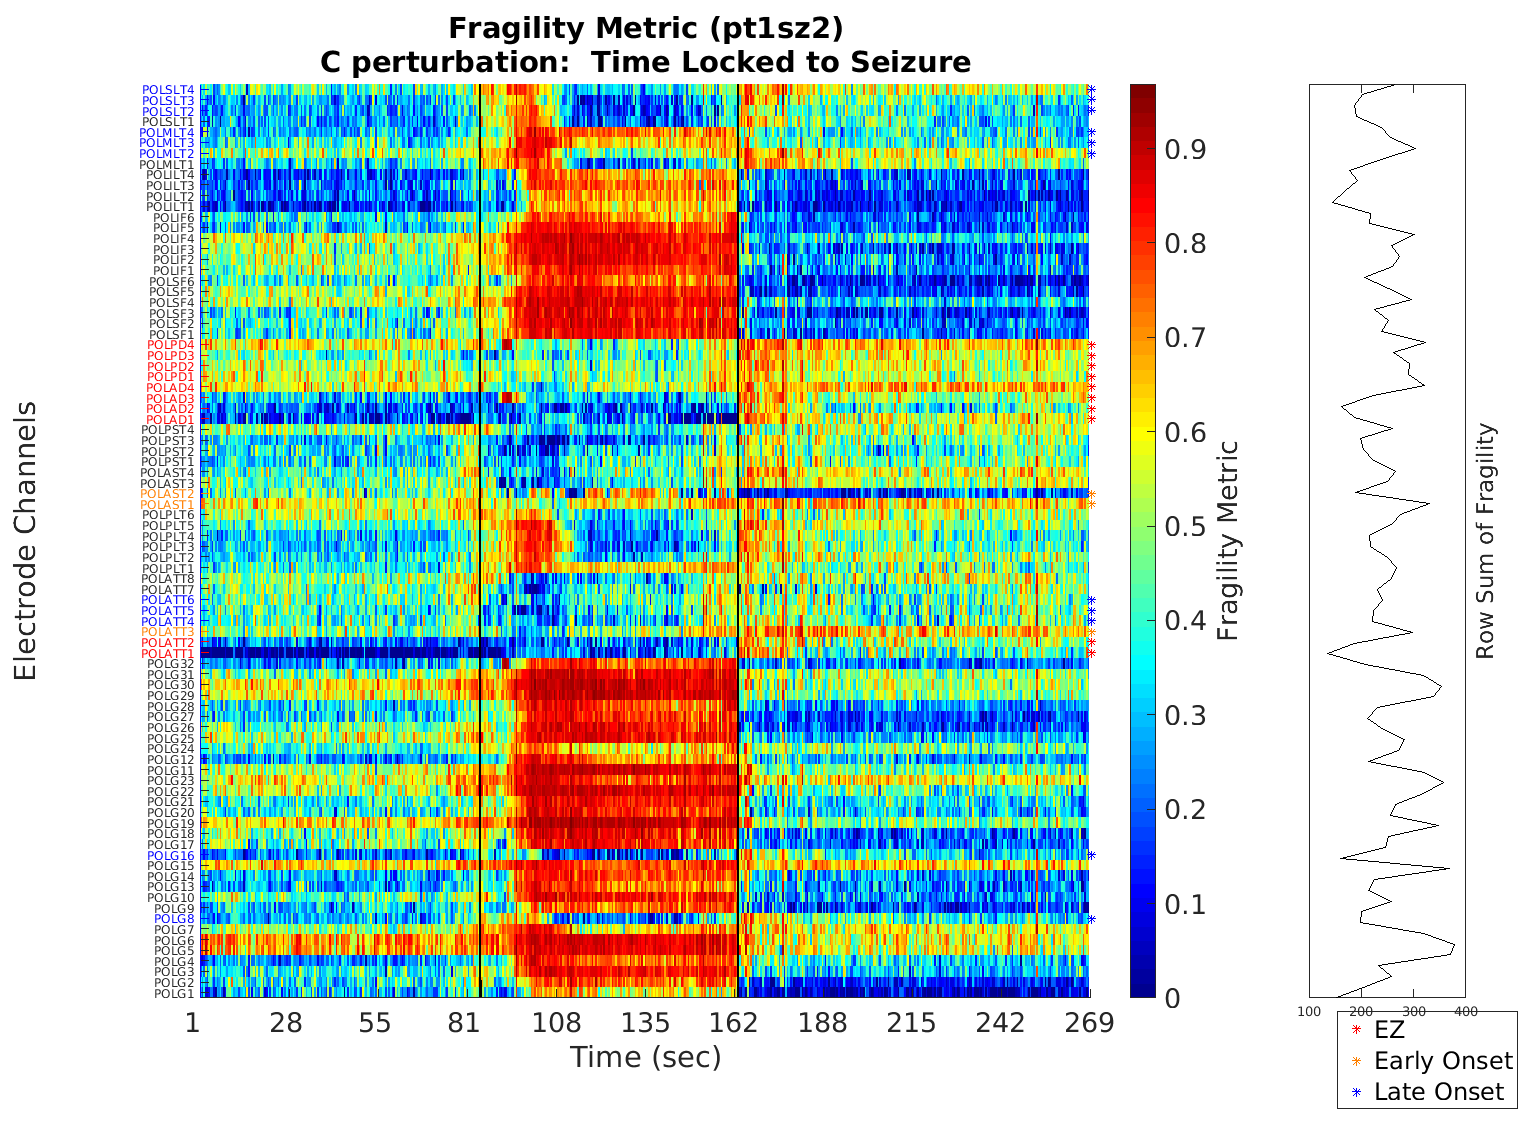 Fragility Metric (pt1sz2)
C perturbation:  Time Locked to Seizure
Electrode Channels
POLSLT4
POLSLT3
POLSLT2
POLSLT1
POLMLT4
POLMLT3
POLMLT2
POLMLT1
POLILT4
POLILT3
POLILT2
POLILT1
POLIF6
POLIF5
POLIF4
POLIF3
POLIF2
POLIF1
POLSF6
POLSF5
POLSF4
POLSF3
POLSF2
POLSF1
POLPD4
POLPD3
POLPD2
POLPD1
POLAD4
POLAD3
POLAD2
POLAD1
POLPST4
POLPST3
POLPST2
POLPST1
POLAST4
POLAST3
POLAST2
POLAST1
POLPLT6
POLPLT5
POLPLT4
POLPLT3
POLPLT2
POLPLT1
POLATT8
POLATT7
POLATT6
POLATT5
POLATT4
POLATT3
POLATT2
POLATT1
POLG32
POLG31
POLG30
POLG29
POLG28
POLG27
POLG26
POLG25
POLG24
POLG12
POLG11
POLG23
POLG22
POLG21
POLG20
POLG19
POLG18
POLG17
POLG16
POLG15
POLG14
POLG13
POLG10
POLG9
POLG8
POLG7
POLG6
POLG5
POLG4
POLG3
POLG2
POLG1
1 28 55 81 108 135 162 188 215 242 269
Time (sec)
0.9
0.8
0.7
0.6
0.5
0.4
0.3
0.2
0.1
0
Fragility Metric
Row Sum of Fragility
100 200 300 400
EZ
Early Onset
Late Onset